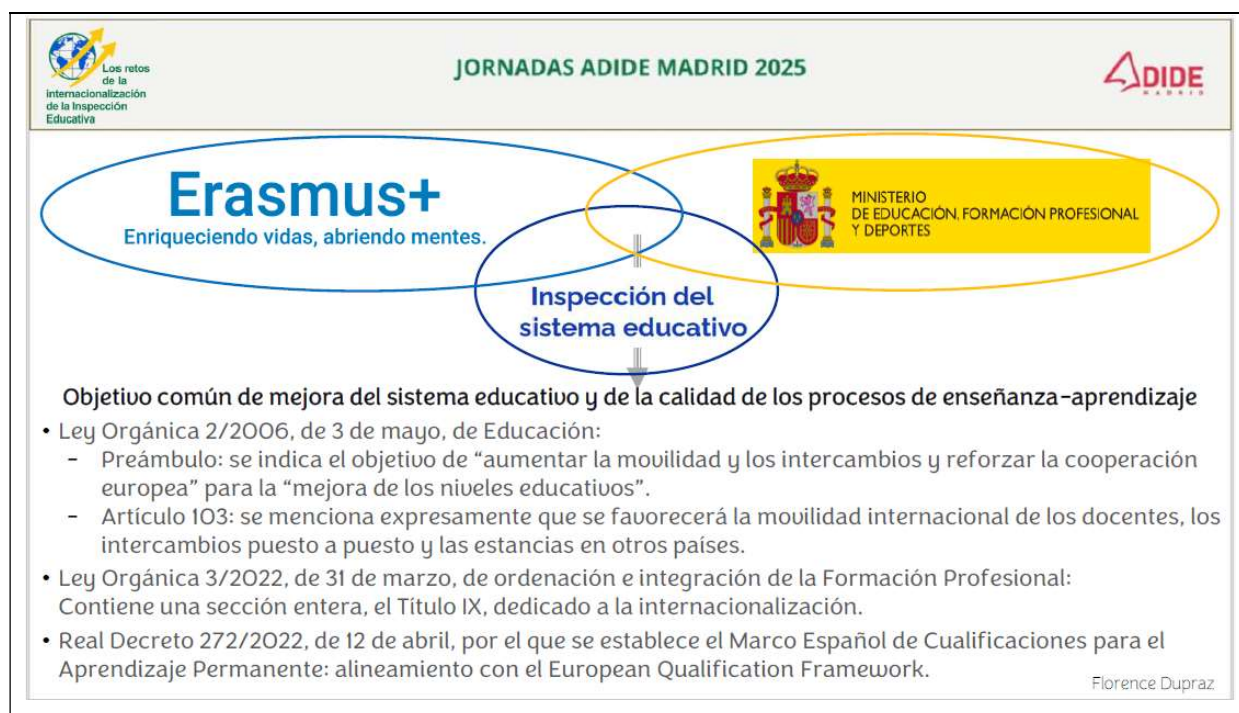 Los retos
de la
internacionalización
de la Inspección
Educativa
JORNADAS ADIDE MADRID 2025
ADIDE
MADRID
Erasmus+
Enriqueciendo vidas, abriendo mentes.
MINISTERIO
DE EDUCACIÓN, FORMACIÓN PROFESIONAL
Y DEPORTES
Inspección del
sistema educativo
Objetivo común de mejora del sistema educativo y de la calidad de los procesos de enseñanza-aprendizaje
• Ley Orgánica 2/2006, de 3 de mayo, de Educación:
- Preámbulo: se indica el objetivo de “aumentar la movilidad y los intercambios y reforzar la cooperación
europea” para la “mejora de los niveles educativos”.
- Artículo 103: se menciona expresamente que se favorecerá la movilidad internacional de los docentes, los
intercambios puesto a puesto y las estancias en otros países.
• Ley Orgánica 3/2022, de 31 de marzo, de ordenación e integración de la Formación Profesional:
Contiene una sección entera, el Título IX, dedicado a la internacionalización.
• Real Decreto 272/2022, de 12 de abril, por el que se establece el Marco Español de Cualificaciones para el
Aprendizaje Permanente: alineamiento con el European Qualification Framework.
Florence Dupraz